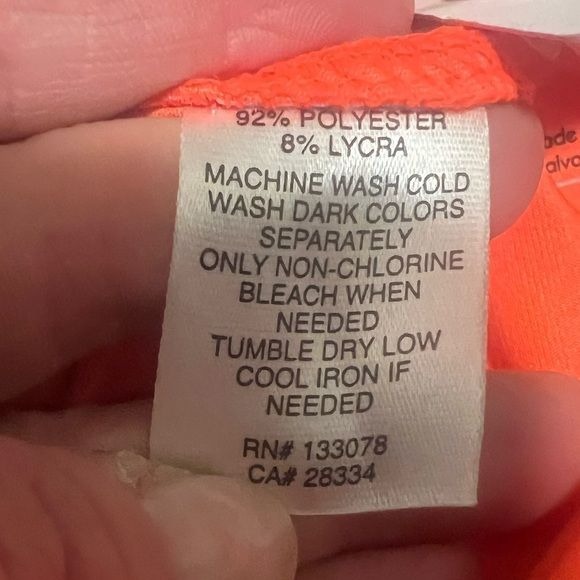 92% POLYESTER
8% LYCRA
MACHINE WASH COLD
WASH DARK COLORS
SEPARATELY
ONLY NON-CHLORINE
BLEACH WHEN
NEEDED
TUMBLE DRY LOW
COOL IRON IF
NEEDED
RN# 133078
CA# 28334